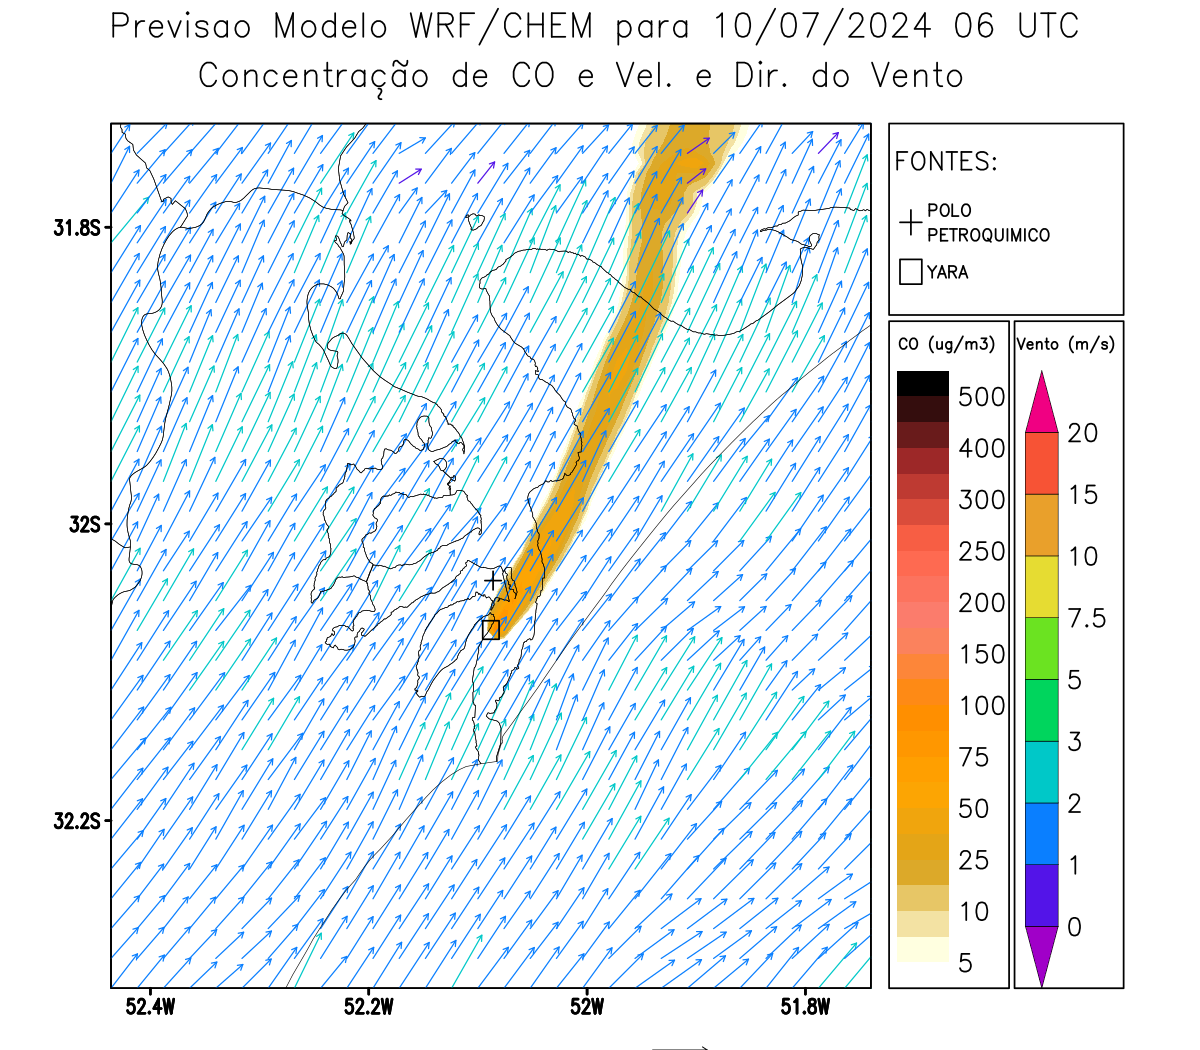 Previsao Modelo WRF/CHEM para 10/07/2024 06 UTC
Concentração de CO e Vel. e Dir. do Vento
FONTES:
POLO
PETROQUIMICO
YARA
31.8S
32S
32.2S
52.4W
52.2W
52W
51.8W
CO (ug/m3)
500
400
300
250
200
150
100
75
50
25
10
5
Vento (m/s)
20
15
10
7.5
5
3
2
1
0